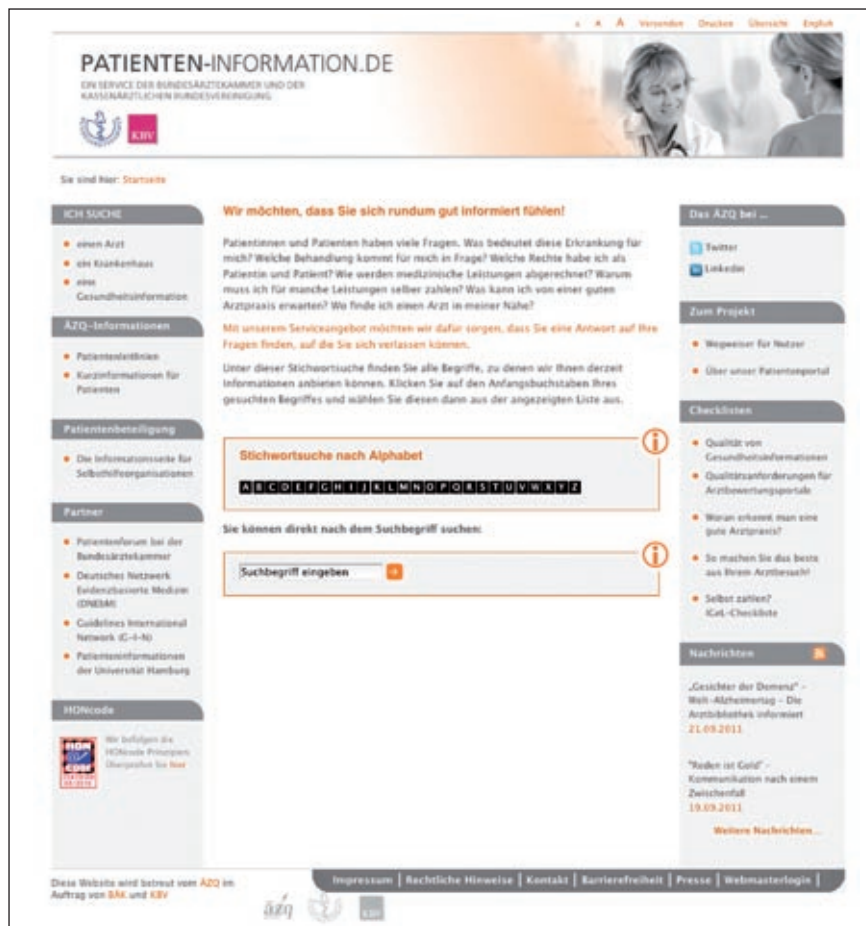 A A A Versenden Drucken Übersicht English
PATIENTEN-INFORMATION.DE
EIN SERVICE DER BUNDESÄRZTEKAMMER UND DER
KASSENÄRZTLICHEN BUNDESVEREINIGUNG
KBV
Sie sind hier: Startseite
ICH SUCHE
einen Arzt
ein Krankenhaus
eine
Gesundheitsinformation
ÄZQ-Informationen
Patientenleitlinien
Kurzinformationen für
Patienten
Patientenbeteiligung
Die Informationsseite für
Selbsthilfeorganisationen
Partner
Patientenforum bei der
Bundesärztekammer
Deutsches Netzwerk
Evidenzbasierte Medizin
(DNEbM)
Guidelines International
Network (G-I-N)
Patienteninformationen
der Universität Hamburg
HONcode
HON
CODE
Wir befolgen die
HONcode Prinzipien.
Überprüfen Sie hier
Wir möchten, dass Sie sich rundum gut informiert fühlen!
Patientinnen und Patienten haben viele Fragen. Was bedeutet diese Erkrankung für
mich? Welche Behandlung kommt für mich in Frage? Welche Rechte habe ich als
Patientin und Patient? Wie werden medizinische Leistungen abgerechnet? Warum
muss ich für manche Leistungen selber zahlen? Was kann ich von einer guten
Arztpraxis erwarten? Wo finde ich einen Arzt in meiner Nähe?
Mit unserem Serviceangebot möchten wir dafür sorgen, dass Sie eine Antwort auf Ihre
Fragen finden, auf die Sie sich verlassen können.
Unter dieser Stichwortsuche finden Sie alle Begriffe, zu denen wir Ihnen derzeit
Informationen anbieten können. Klicken Sie auf den Anfangsbuchstaben Ihres
gesuchten Begriffes und wählen Sie diesen dann aus der angezeigten Liste aus.
Stichwortsuche nach Alphabet
A B C D E F G H I J K L M N O P Q R S T U V W X Y Z
Sie können direkt nach dem Suchbegriff suchen:
Suchbegriff eingeben
Das ÄZQ bei ...
Twitter
Linkedin
Zum Projekt
Wegweiser für Nutzer
Über unser Patientenportal
Checklisten
Qualität von
Gesundheitsinformationen
Qualitätsanforderungen für
Arztbewertungsportale
Woran erkennt man eine
gute Arztpraxis?
So machen Sie das beste
aus Ihrem Arztbesuch!
Selbst zahlen?
IGeL-Checkliste
Nachrichten
„Gesichter der Demenz" -
Welt-Alzheimertag - Die
Arztbibliothek informiert
21.09.2011
"Reden ist Gold" -
Kommunikation nach einem
Zwischenfall
19.09.2011
Weitere Nachrichten...
Diese Website wird betreut vom ÄZQ im
Auftrag von BÄK und KBV
Impressum | Rechtliche Hinweise | Kontakt | Barrierefreiheit | Presse | Webmasterlogin |
äzq
KBV